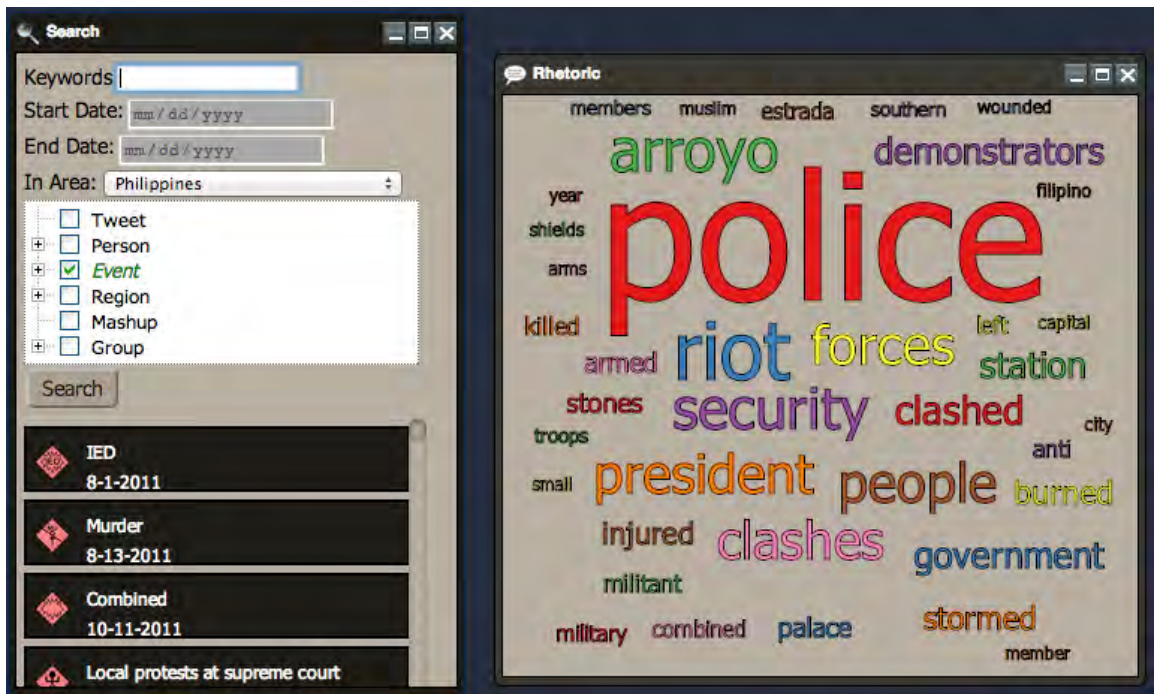 Search
Keywords
Start Date: mm/dd/yyyy
End Date: mm/dd/yyyy
In Area: Philippines
Tweet
Person
Event
Region
Mashup
Group
Search
IED
8-1-2011
Murder
8-13-2011
Combined
10-11-2011
Local protests at supreme court
Rhetoric
members muslim estrada southern wounded
arroyo demonstrators
year police filipino
shields
arms
killed riot forces left capital
armed station
stones security clashed city
troops anti
small president people burned
injured clashes government
militant
military combined palace stormed
member